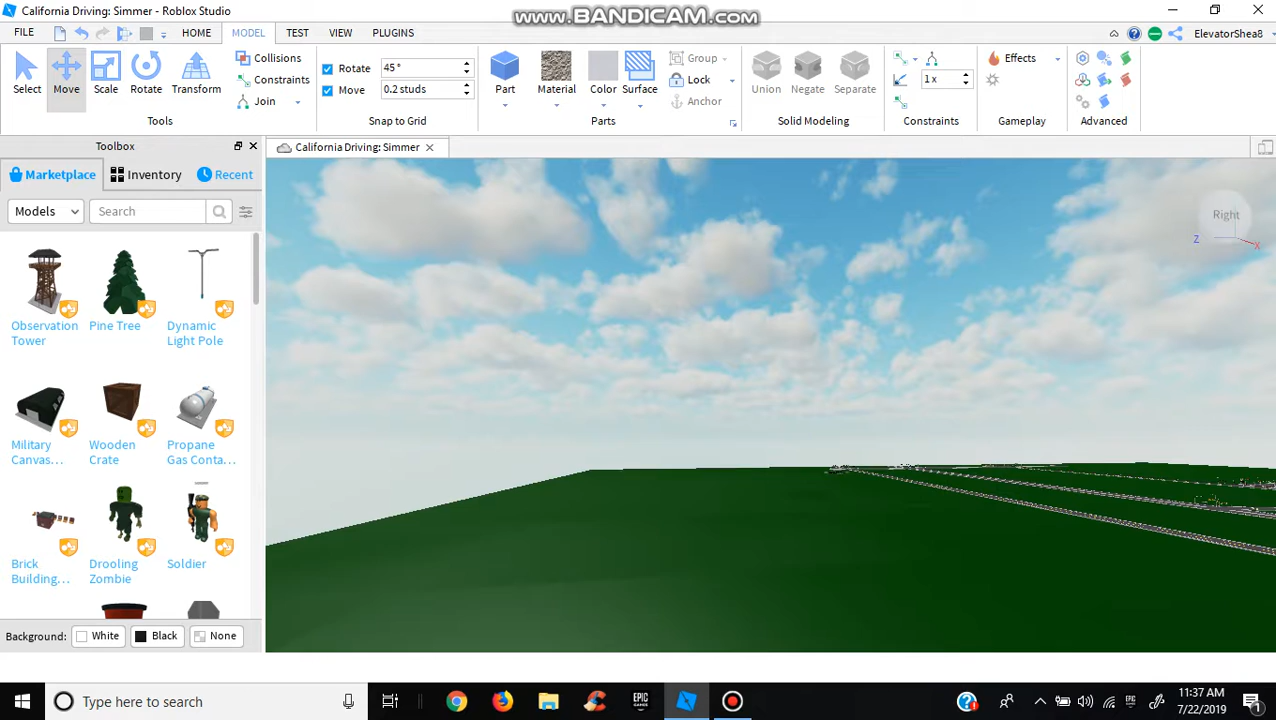 California Driving: Simmer - Roblox Studio
www.BANDICAM.com
FILE HOME MODEL TEST VIEW PLUGINS ElevatorShea8
Select Move Scale Rotate Transform
Collisions
Constraints
Join
Tools
Rotate 45 °
Move 0.2 studs
Snap to Grid
Part Material Color Surface
Group
Lock
Anchor
Parts
Union Negate Separate
Solid Modeling
1 x
Constraints
Effects
Gameplay
Advanced
Toolbox
California Driving: Simmer
Marketplace Inventory Recent
Models Search
Observation Tower
Pine Tree
Dynamic Light Pole
Military Canvas...
Wooden Crate
Propane Gas Conta...
Brick Building...
Drooling Zombie
Soldier
Background: White Black None
Right
Z
X
Type here to search
EPIC GAMES
11:37 AM
7/22/2019
1